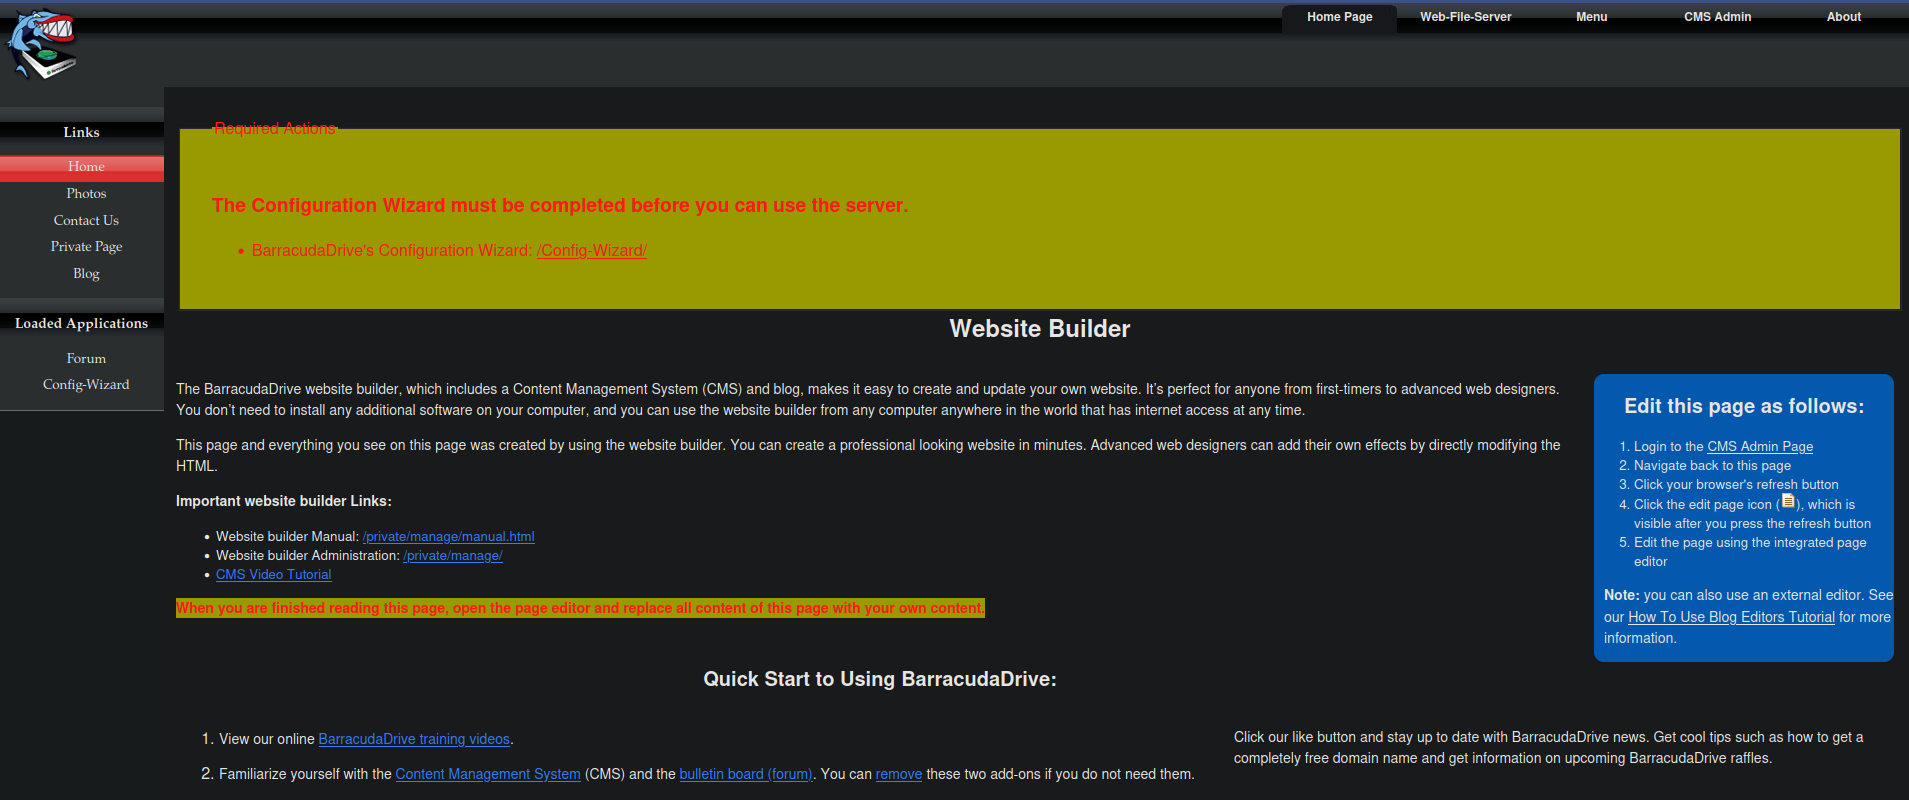 Home Page
Web-File-Server
Menu
CMS Admin
About
Links
Home
Photos
Contact Us
Private Page
Blog
Loaded Applications
Forum
Config-Wizard
Required Actions
The Configuration Wizard must be completed before you can use the server.
• BarracudaDrive's Configuration Wizard: /Config-Wizard/
Website Builder
The BarracudaDrive website builder, which includes a Content Management System (CMS) and blog, makes it easy to create and update your own website. It’s perfect for anyone from first-timers to advanced web designers.
You don’t need to install any additional software on your computer, and you can use the website builder from any computer anywhere in the world that has internet access at any time.
This page and everything you see on this page was created by using the website builder. You can create a professional looking website in minutes. Advanced web designers can add their own effects by directly modifying the
HTML.
Important website builder Links:
• Website builder Manual: /private/manage/manual.html
• Website builder Administration: /private/manage/
• CMS Video Tutorial
When you are finished reading this page, open the page editor and replace all content of this page with your own content.
Edit this page as follows:
1. Login to the CMS Admin Page
2. Navigate back to this page
3. Click your browser's refresh button
4. Click the edit page icon (), which is
visible after you press the refresh button
5. Edit the page using the integrated page
editor
Note: you can also use an external editor. See
our How To Use Blog Editors Tutorial for more
information.
Quick Start to Using BarracudaDrive:
1. View our online BarracudaDrive training videos.
2. Familiarize yourself with the Content Management System (CMS) and the bulletin board (forum). You can remove these two add-ons if you do not need them.
Click our like button and stay up to date with BarracudaDrive news. Get cool tips such as how to get a
completely free domain name and get information on upcoming BarracudaDrive raffles.